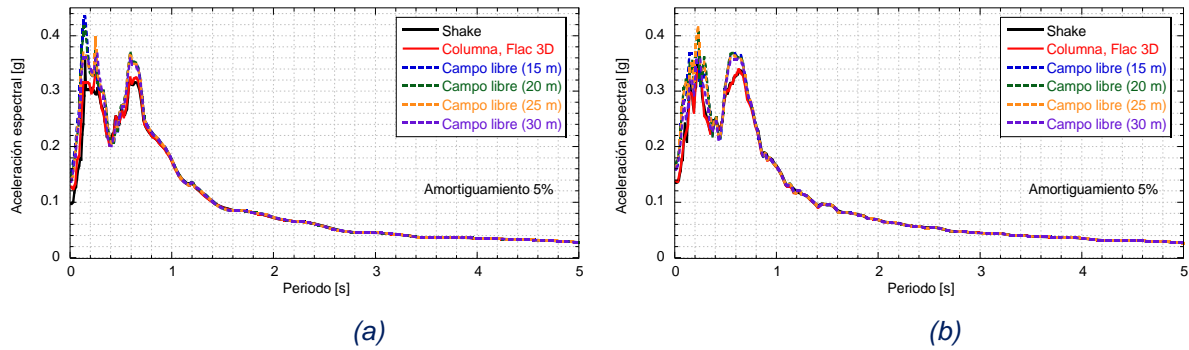 Aceleración espectral [g]
0.4
0.3
0.2
0.1
0
Shake
Columna, Flac 3D
Campo libre (15 m)
Campo libre (20 m)
Campo libre (25 m)
Campo libre (30 m)
Amortiguamiento 5%
0 1 2 3 4 5
Periodo [s]
(a)
Aceleración espectral [g]
0.4
0.3
0.2
0.1
0
Shake
Columna, Flac 3D
Campo libre (15 m)
Campo libre (20 m)
Campo libre (25 m)
Campo libre (30 m)
Amortiguamiento 5%
0 1 2 3 4 5
Periodo [s]
(b)